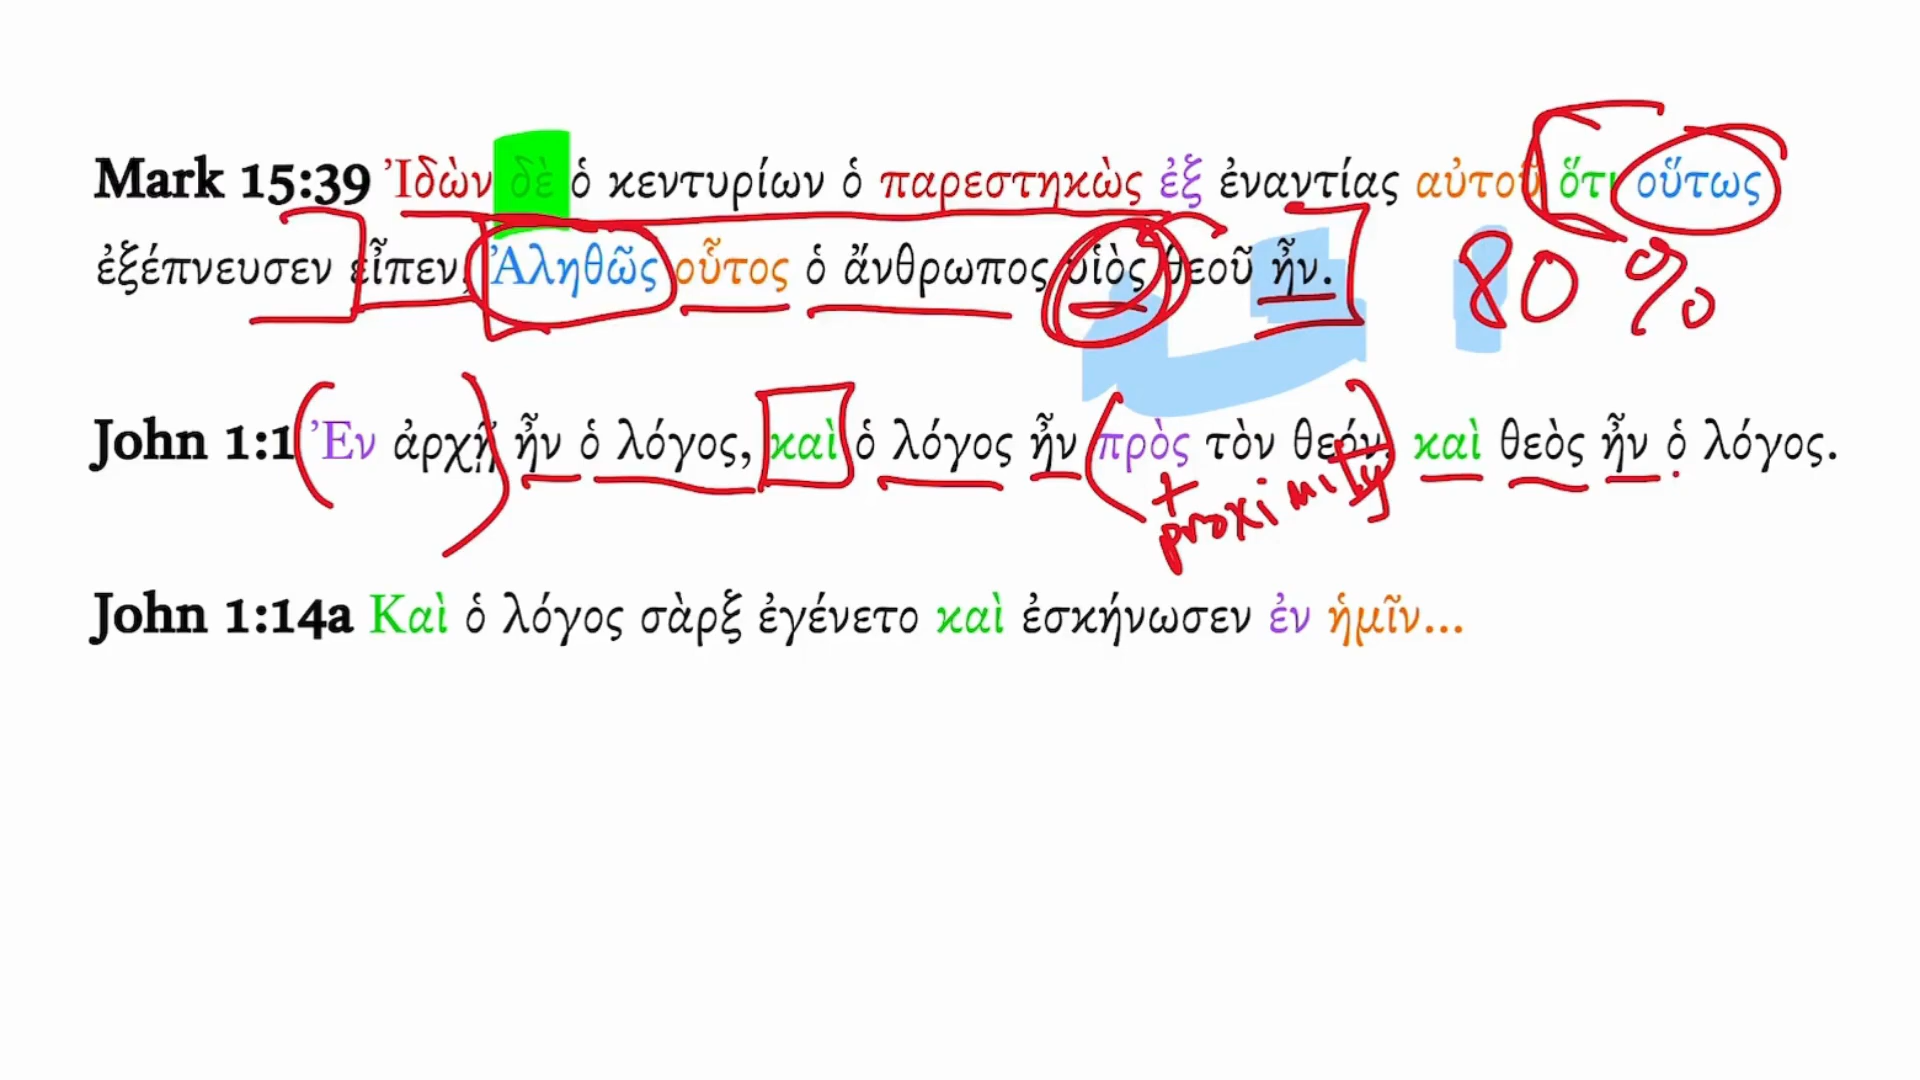 Mark 15:39 Ἰδὼν δὲ ὁ κεντυρίων ὁ παρεστηκὼς ἐξ ἐναντίας αὐτοῦ ὅτι οὕτως
ἐξέπνευσεν εἶπεν, Ἀληθῶς οὗτος ὁ ἄνθρωπος υἱὸς θεοῦ ἦν. 80 %
John 1:1 Ἐν ἀρχῇ ἦν ὁ λόγος, καὶ ὁ λόγος ἦν πρὸς τὸν θεόν, καὶ θεὸς ἦν ὁ λόγος.
+
proximity
John 1:14a Καὶ ὁ λόγος σὰρξ ἐγένετο καὶ ἐσκήνωσεν ἐν ἡμῖν...